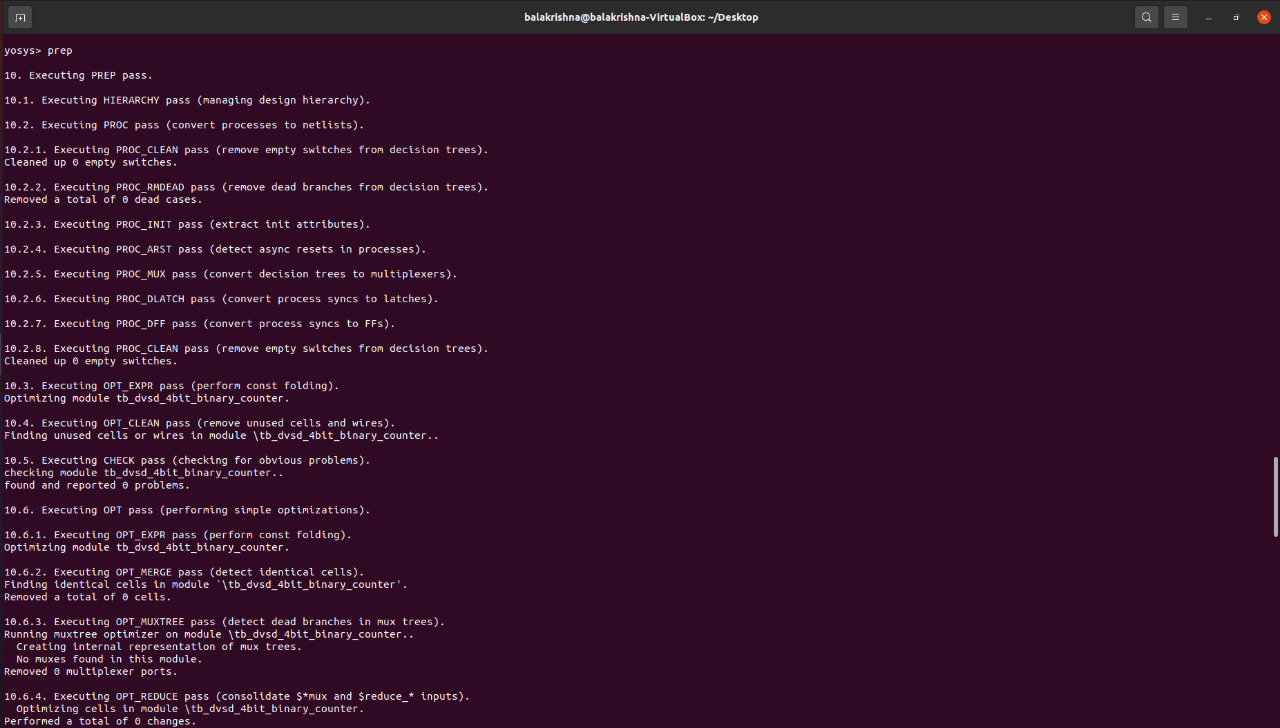 balakrishna@balakrishna-VirtualBox: ~/Desktop
yosys> prep
10. Executing PREP pass.
10.1. Executing HIERARCHY pass (managing design hierarchy).
10.2. Executing PROC pass (convert processes to netlists).
10.2.1. Executing PROC_CLEAN pass (remove empty switches from decision trees).
Cleaned up 0 empty switches.
10.2.2. Executing PROC_RMDEAD pass (remove dead branches from decision trees).
Removed a total of 0 dead cases.
10.2.3. Executing PROC_INIT pass (extract init attributes).
10.2.4. Executing PROC_ARST pass (detect async resets in processes).
10.2.5. Executing PROC_MUX pass (convert decision trees to multiplexers).
10.2.6. Executing PROC_DLATCH pass (convert process syncs to latches).
10.2.7. Executing PROC_DFF pass (convert process syncs to FFs).
10.2.8. Executing PROC_CLEAN pass (remove empty switches from decision trees).
Cleaned up 0 empty switches.
10.3. Executing OPT_EXPR pass (perform const folding).
Optimizing module tb_dvsd_4bit_binary_counter.
10.4. Executing OPT_CLEAN pass (remove unused cells and wires).
Finding unused cells or wires in module \tb_dvsd_4bit_binary_counter..
10.5. Executing CHECK pass (checking for obvious problems).
checking module tb_dvsd_4bit_binary_counter..
found and reported 0 problems.
10.6. Executing OPT pass (performing simple optimizations).
10.6.1. Executing OPT_EXPR pass (perform const folding).
Optimizing module tb_dvsd_4bit_binary_counter.
10.6.2. Executing OPT_MERGE pass (detect identical cells).
Finding identical cells in module `\tb_dvsd_4bit_binary_counter'.
Removed a total of 0 cells.
10.6.3. Executing OPT_MUXTREE pass (detect dead branches in mux trees).
Running muxtree optimizer on module \tb_dvsd_4bit_binary_counter..
Creating internal representation of mux trees.
No muxes found in this module.
Removed 0 multiplexer ports.
10.6.4. Executing OPT_REDUCE pass (consolidate $*mux and $reduce_* inputs).
Optimizing cells in module \tb_dvsd_4bit_binary_counter.
Performed a total of 0 changes.